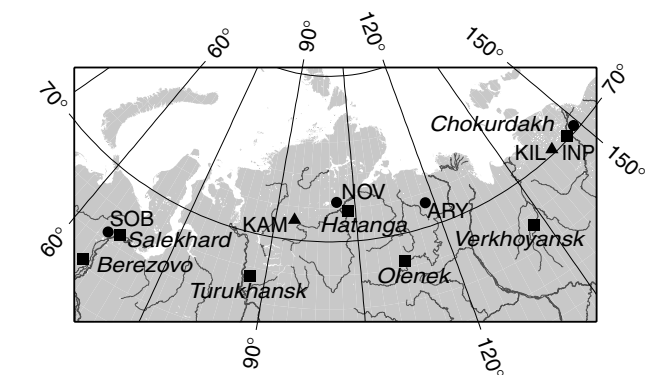 60°
90°
120°
150°
70°
70°
Chokurdakh
KIL
INP
150°
NOV
SOB
KAM
Hatanga
ARY
60°
Salekhard
Verkhoyansk
Berezovo
Olenek
Turukhansk
90°
120°